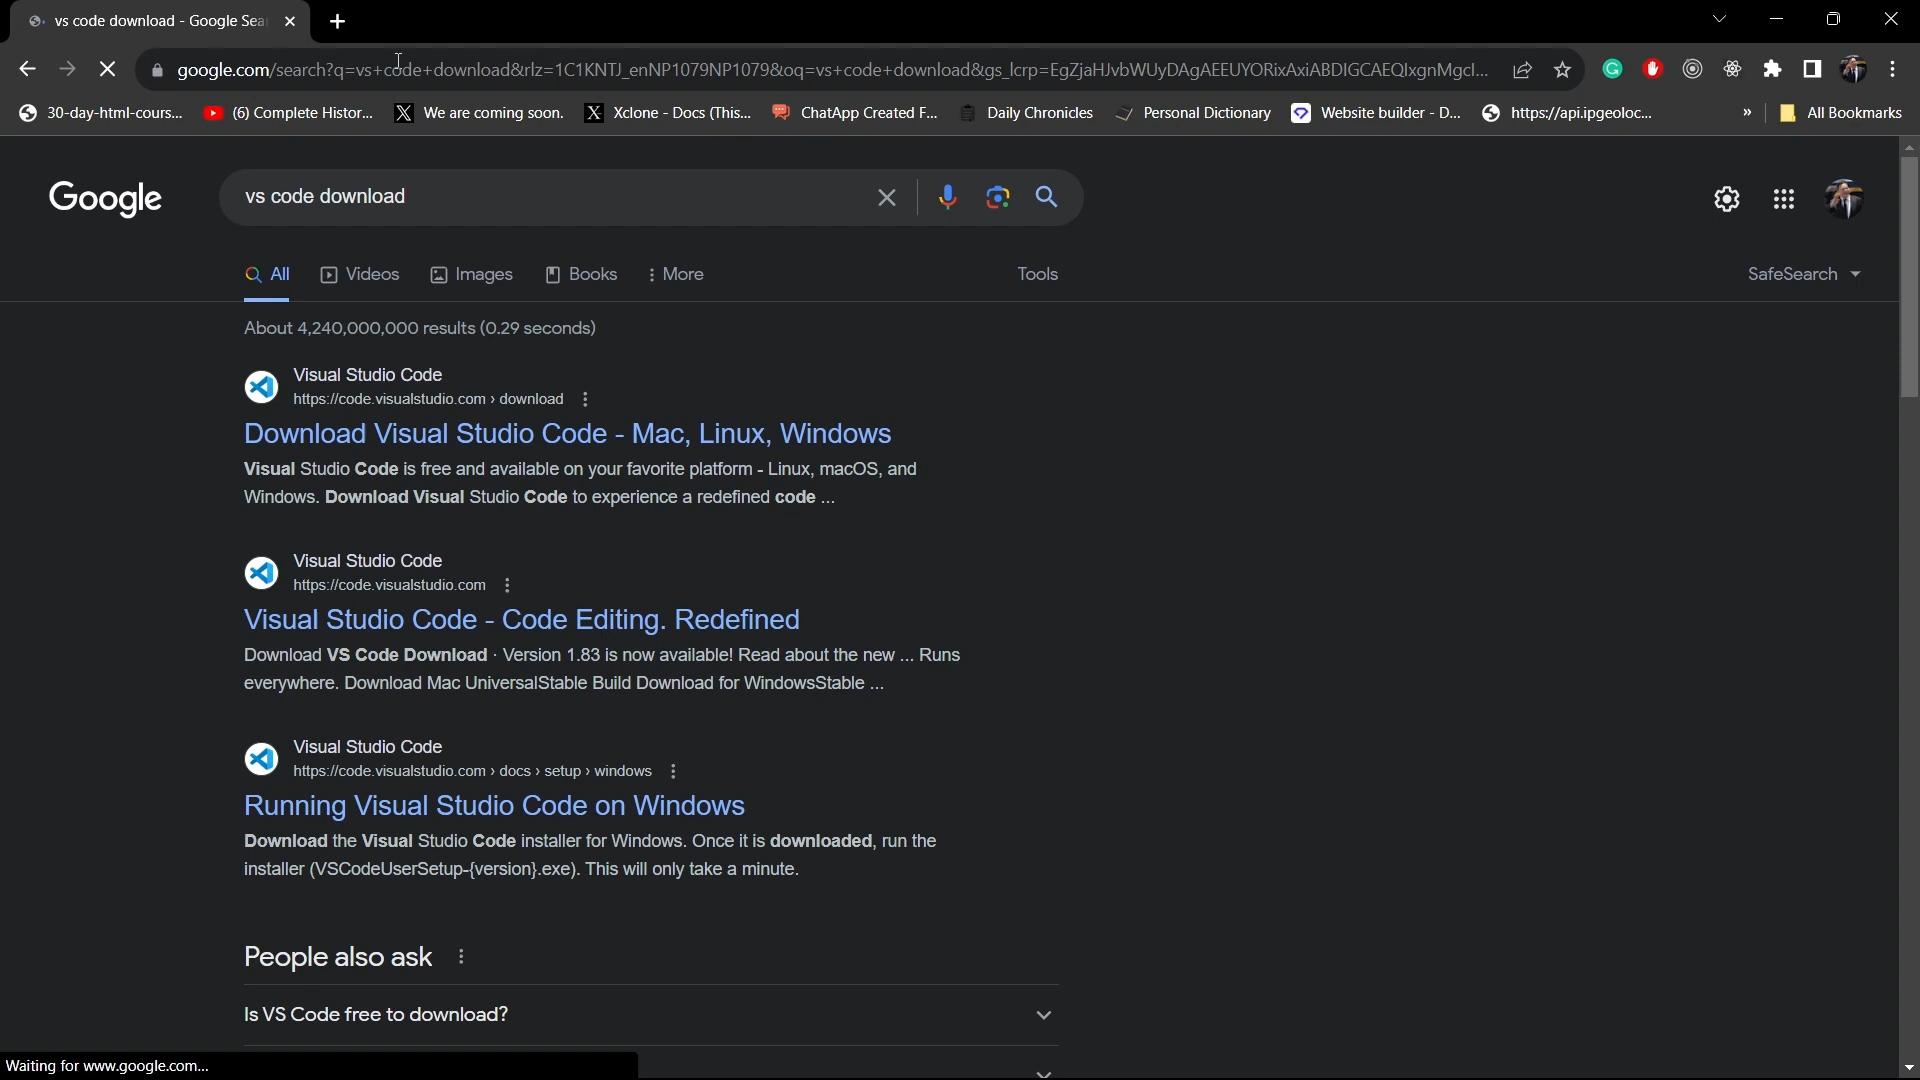 vs code download - Google Sea
google.com/search?q=vs+code+download&rlz=1C1KNTJ_enNP1079NP1079&oq=vs+code+download&gs_lcrp=EgZjaHJvbWUyDAgAEEUYORixAxiABDIGCAEQIxgnMgcI...
30-day-html-cours... (6) Complete Histor... We are coming soon. Xclone - Docs (This... ChatApp Created F... Daily Chronicles Personal Dictionary Website builder - D... https://api.ipgeoloc... » All Bookmarks
Google vs code download
All Videos Images Books More Tools SafeSearch
About 4,240,000,000 results (0.29 seconds)
Visual Studio Code
https://code.visualstudio.com › download
Download Visual Studio Code - Mac, Linux, Windows
Visual Studio Code is free and available on your favorite platform - Linux, macOS, and
Windows. Download Visual Studio Code to experience a redefined code ...
Visual Studio Code
https://code.visualstudio.com
Visual Studio Code - Code Editing. Redefined
Download VS Code Download · Version 1.83 is now available! Read about the new ... Runs
everywhere. Download Mac UniversalStable Build Download for WindowsStable ...
Visual Studio Code
https://code.visualstudio.com › docs › setup › windows
Running Visual Studio Code on Windows
Download the Visual Studio Code installer for Windows. Once it is downloaded, run the
installer (VSCodeUserSetup-{version}.exe). This will only take a minute.
People also ask
Is VS Code free to download?
Waiting for www.google.com...